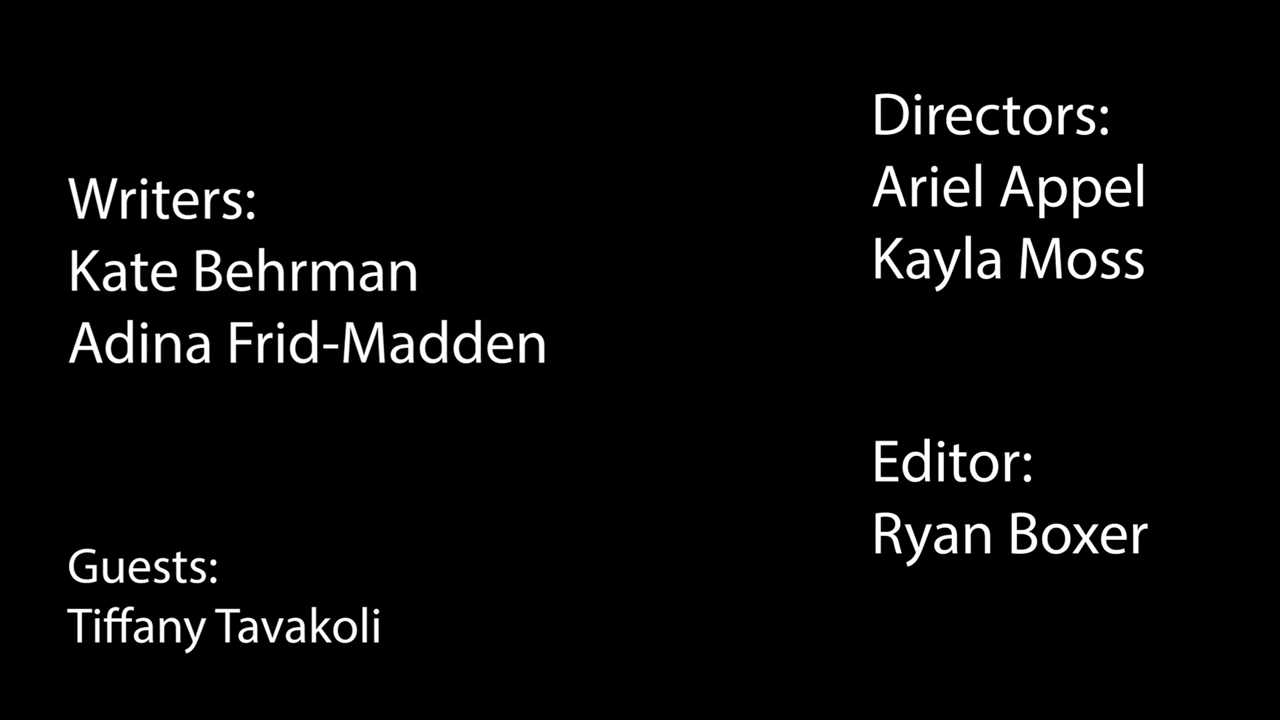 Writers:
Kate Behrman
Adina Frid-Madden
Guests:
Tiffany Tavakoli
Directors:
Ariel Appel
Kayla Moss
Editor:
Ryan Boxer